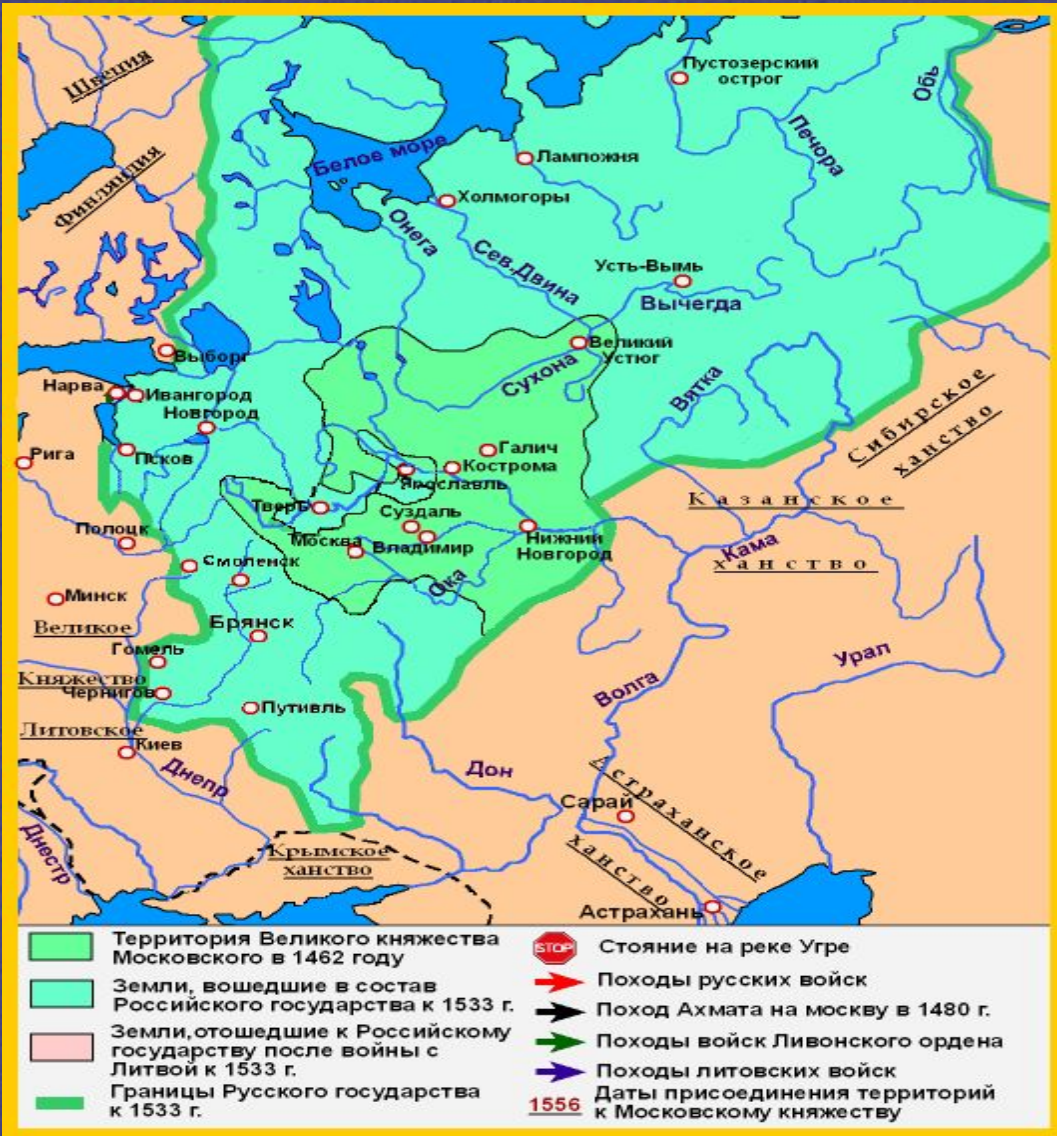 Швеция
Финляндия
Белое море
Пустозерский
острог
Обь
Печора
Лампожня
Холмогоры
Онега
Сев.Двина
Усть-Вымь
Вычегда
Великий
Устюг
Сухона
Выборг
Нарва
Ивангород
Новгород
Вятка
Сибирское
ханство
Рига
Псков
Галич
Кострома
Ярославль
Казанское
ханство
Тверь
Суздаль
Полоцк
Москва
Владимир
Нижний
Новгород
Кама
Смоленск
Ока
Минск
Великое
Княжество
Литовское
Брянск
Гомель
Чернигов
Путивль
Урал
Волга
Киев
Днепр
Дон
Сарай
Астраханское
ханство
Днестр
Крымское
ханство
Астрахань
Территория Великого княжества
Московского в 1462 году
Земли, вошедшие в состав
Российского государства к 1533 г.
Земли,отошедшие к Российскому
государству после войны с
Литвой к 1533 г.
Границы Русского государства
к 1533 г.
STOP Стояние на реке Угре
Походы русских войск
Поход Ахмата на москву в 1480 г.
Походы войск Ливонского ордена
Походы литовских войск
1556 Даты присоединения территорий
к Московскому княжеству